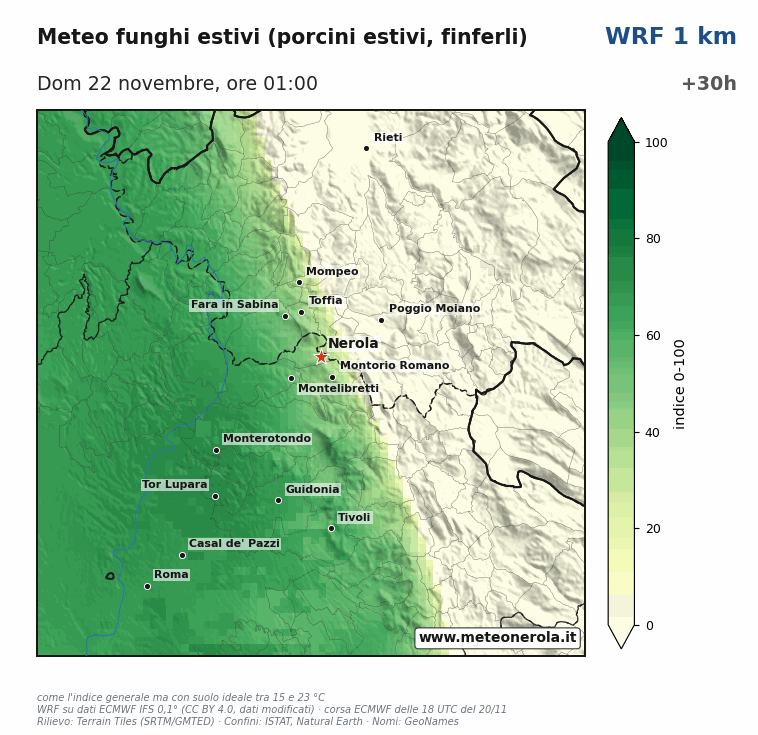 Meteo funghi estivi (porcini estivi, finferli)
WRF 1 km
Dom 22 novembre, ore 01:00
+30h
Rieti
Mompeo
Toffia
Fara in Sabina
Poggio Moiano
Nerola
Montorio Romano
Montelibretti
Monterotondo
Tor Lupara
Guidonia
Tivoli
Casal de' Pazzi
Roma
www.meteonerola.it
100
80
60
40
20
0
indice 0-100
come l'indice generale ma con suolo ideale tra 15 e 23 °C
WRF su dati ECMWF IFS 0,1° (CC BY 4.0, dati modificati) · corsa ECMWF delle 18 UTC del 20/11
Rilievo: Terrain Tiles (SRTM/GMTED) · Confini: ISTAT, Natural Earth · Nomi: GeoNames